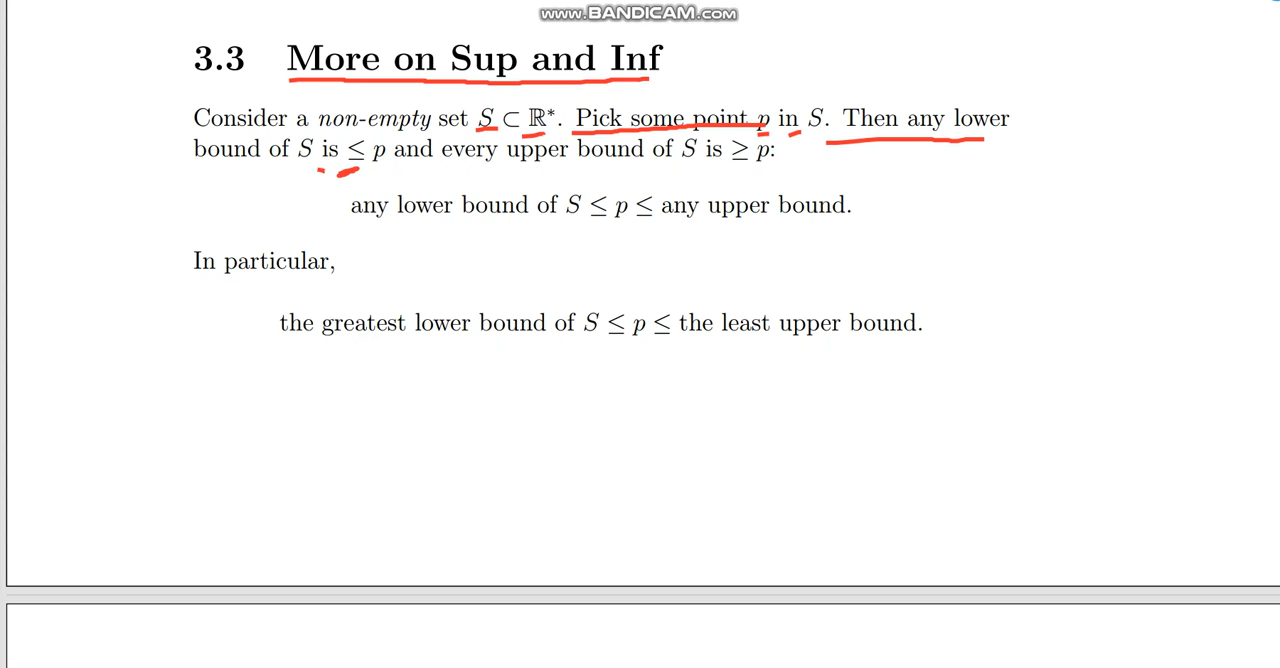 www.BANDICAM.com
3.3 More on Sup and Inf
Consider a non-empty set S ⊂ ℝ*. Pick some point p in S. Then any lower
bound of S is ≤ p and every upper bound of S is ≥ p:
any lower bound of S ≤ p ≤ any upper bound.
In particular,
the greatest lower bound of S ≤ p ≤ the least upper bound.